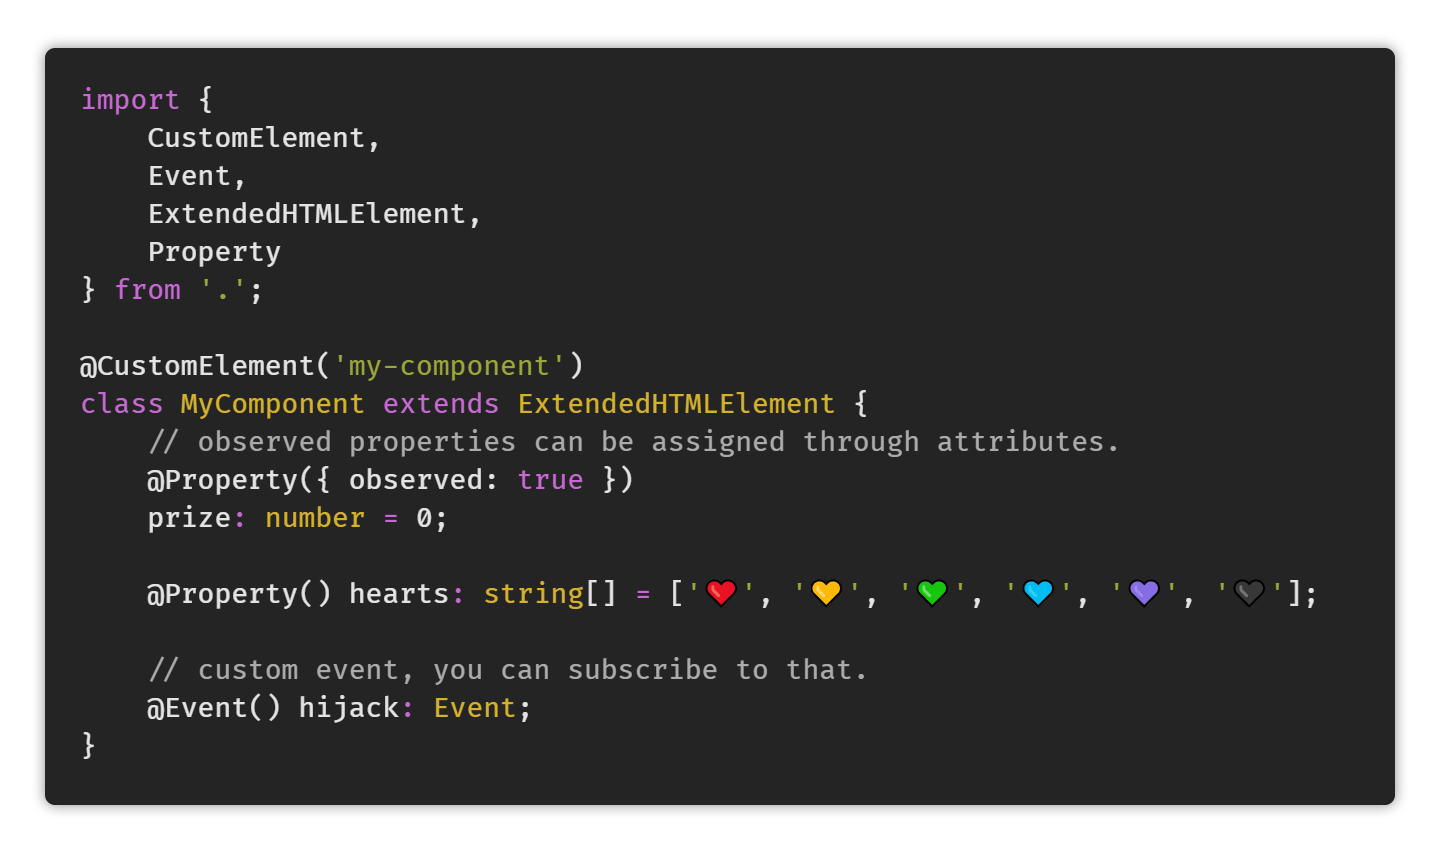 import {
    CustomElement,
    Event,
    ExtendedHTMLElement,
    Property
} from '.';

@CustomElement('my-component')
class MyComponent extends ExtendedHTMLElement {
    // observed properties can be assigned through attributes.
    @Property({ observed: true })
    prize: number = 0;

    @Property() hearts: string[] = ['❤️', '💛', '💚', '💙', '💜', '🖤'];

    // custom event, you can subscribe to that.
    @Event() hijack: Event;
}